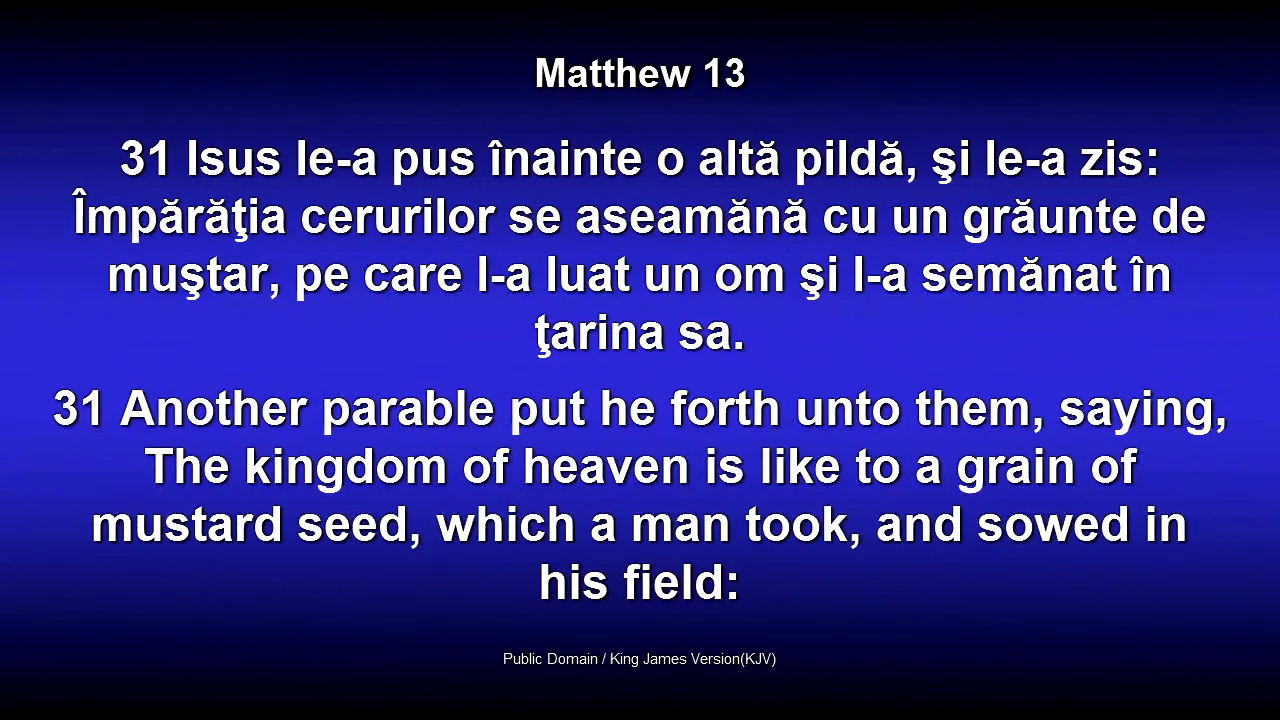 Matthew 13
31 Isus le-a pus înainte o altă pildă, şi le-a zis:
Împărăţia cerurilor se aseamănă cu un grăunte de
muştar, pe care l-a luat un om şi l-a semănat în
ţarina sa.
31 Another parable put he forth unto them, saying,
The kingdom of heaven is like to a grain of
mustard seed, which a man took, and sowed in
his field:
Public Domain / King James Version(KJV)